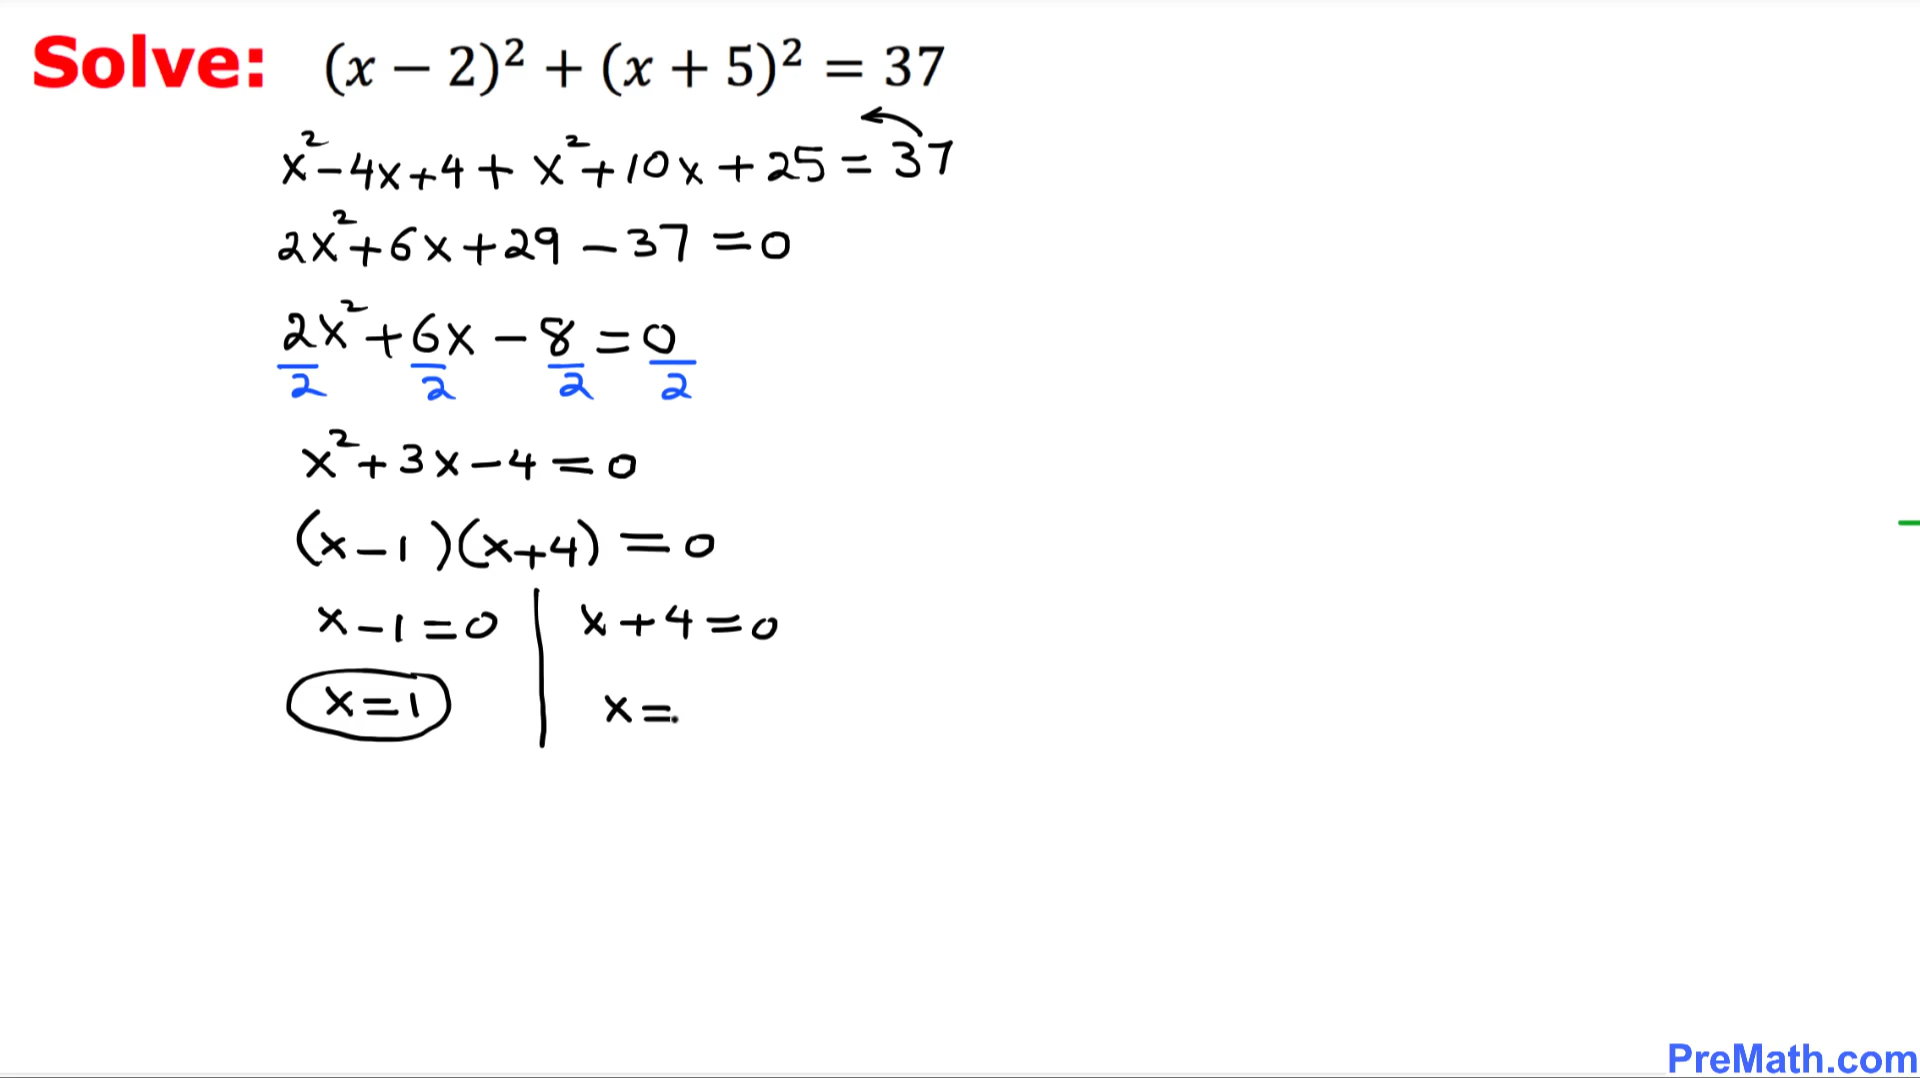 Solve: (x − 2)² + (x + 5)² = 37
x² − 4x + 4 + x² + 10x + 25 = 37
2x² + 6x + 29 − 37 = 0
2x² + 6x − 8 = 0
2 2 2 2
x² + 3x − 4 = 0
(x − 1)(x + 4) = 0
x − 1 = 0 | x + 4 = 0
x = 1 | x =
PreMath.com